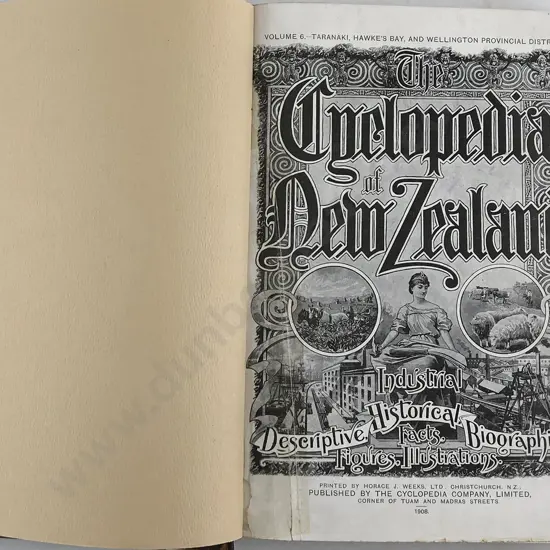 VOLUME 6.—TARANAKI, HAWKE'S BAY, AND WELLINGTON PROVINCIAL DISTR
The
Cyclopedia
of
New Zealan
Industrial
Descriptive Historical Biographi
Facts.
Figures. Illustrations.
PRINTED BY HORACE J. WEEKS, LTD., CHRISTCHURCH, N.Z.
PUBLISHED BY THE CYCLOPEDIA COMPANY, LIMITED,
CORNER OF TUAM AND MADRAS STREETS
1908.